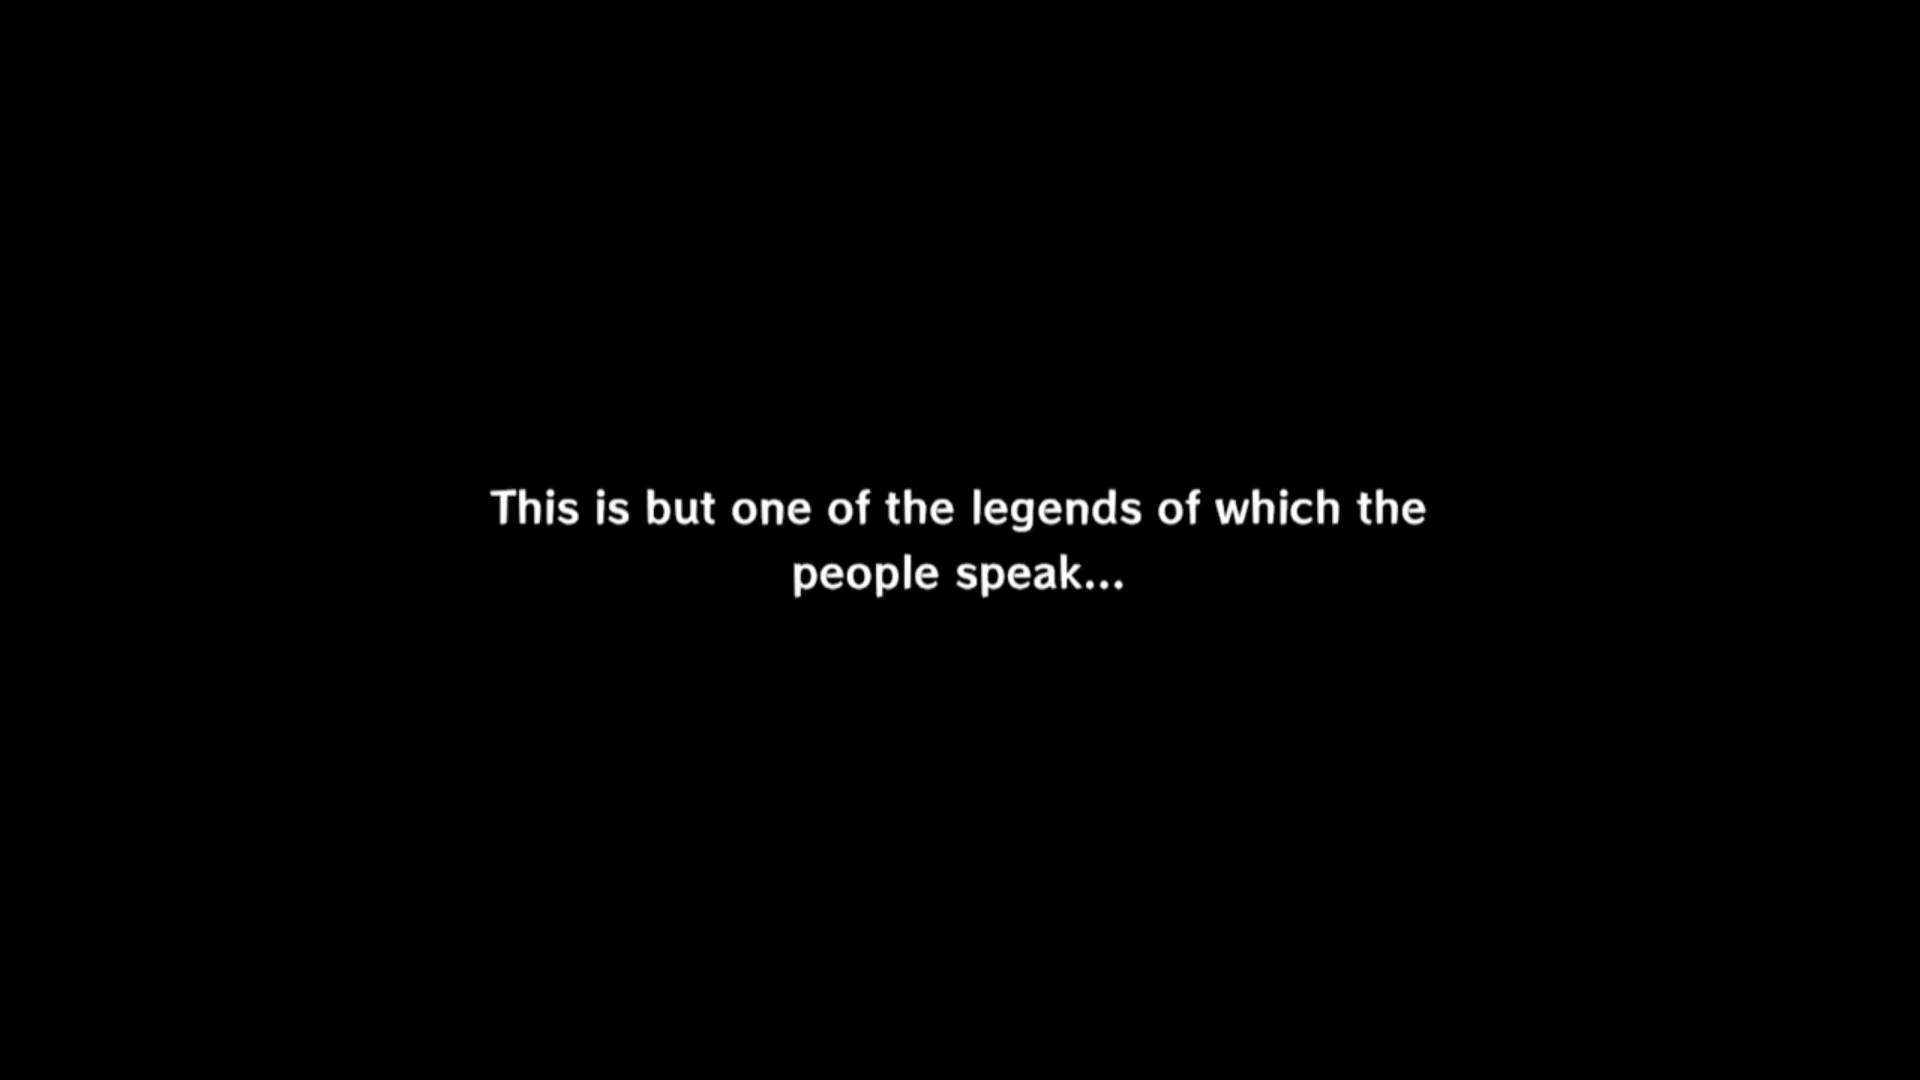 This is but one of the legends of which the
people speak...